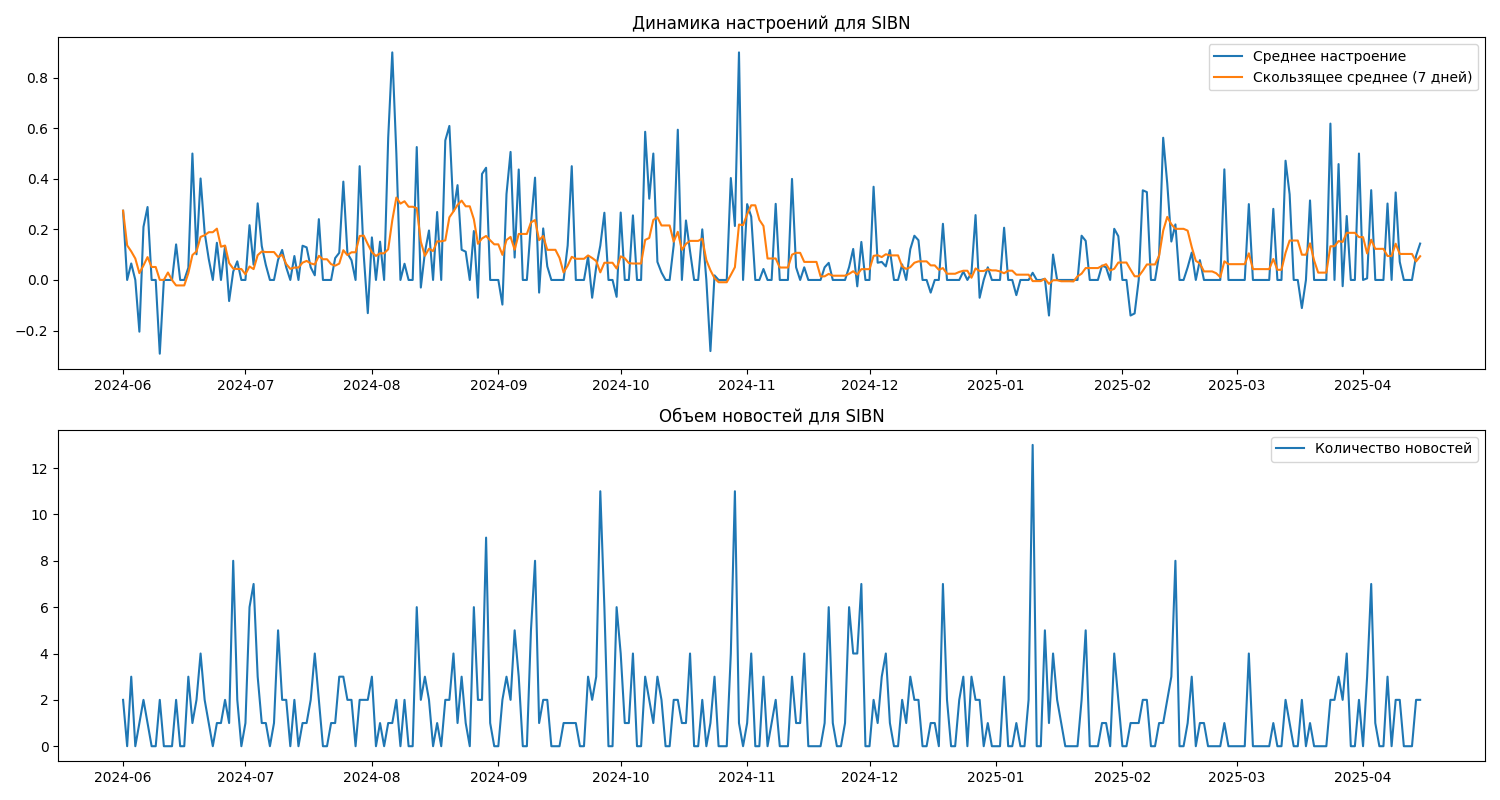 Динамика настроений для SIBN
Среднее настроение
Скользящее среднее (7 дней)
0.8
0.6
0.4
0.2
0.0
−0.2
2024-06 2024-07 2024-08 2024-09 2024-10 2024-11 2024-12 2025-01 2025-02 2025-03 2025-04
Объем новостей для SIBN
Количество новостей
12
10
8
6
4
2
0
2024-06 2024-07 2024-08 2024-09 2024-10 2024-11 2024-12 2025-01 2025-02 2025-03 2025-04